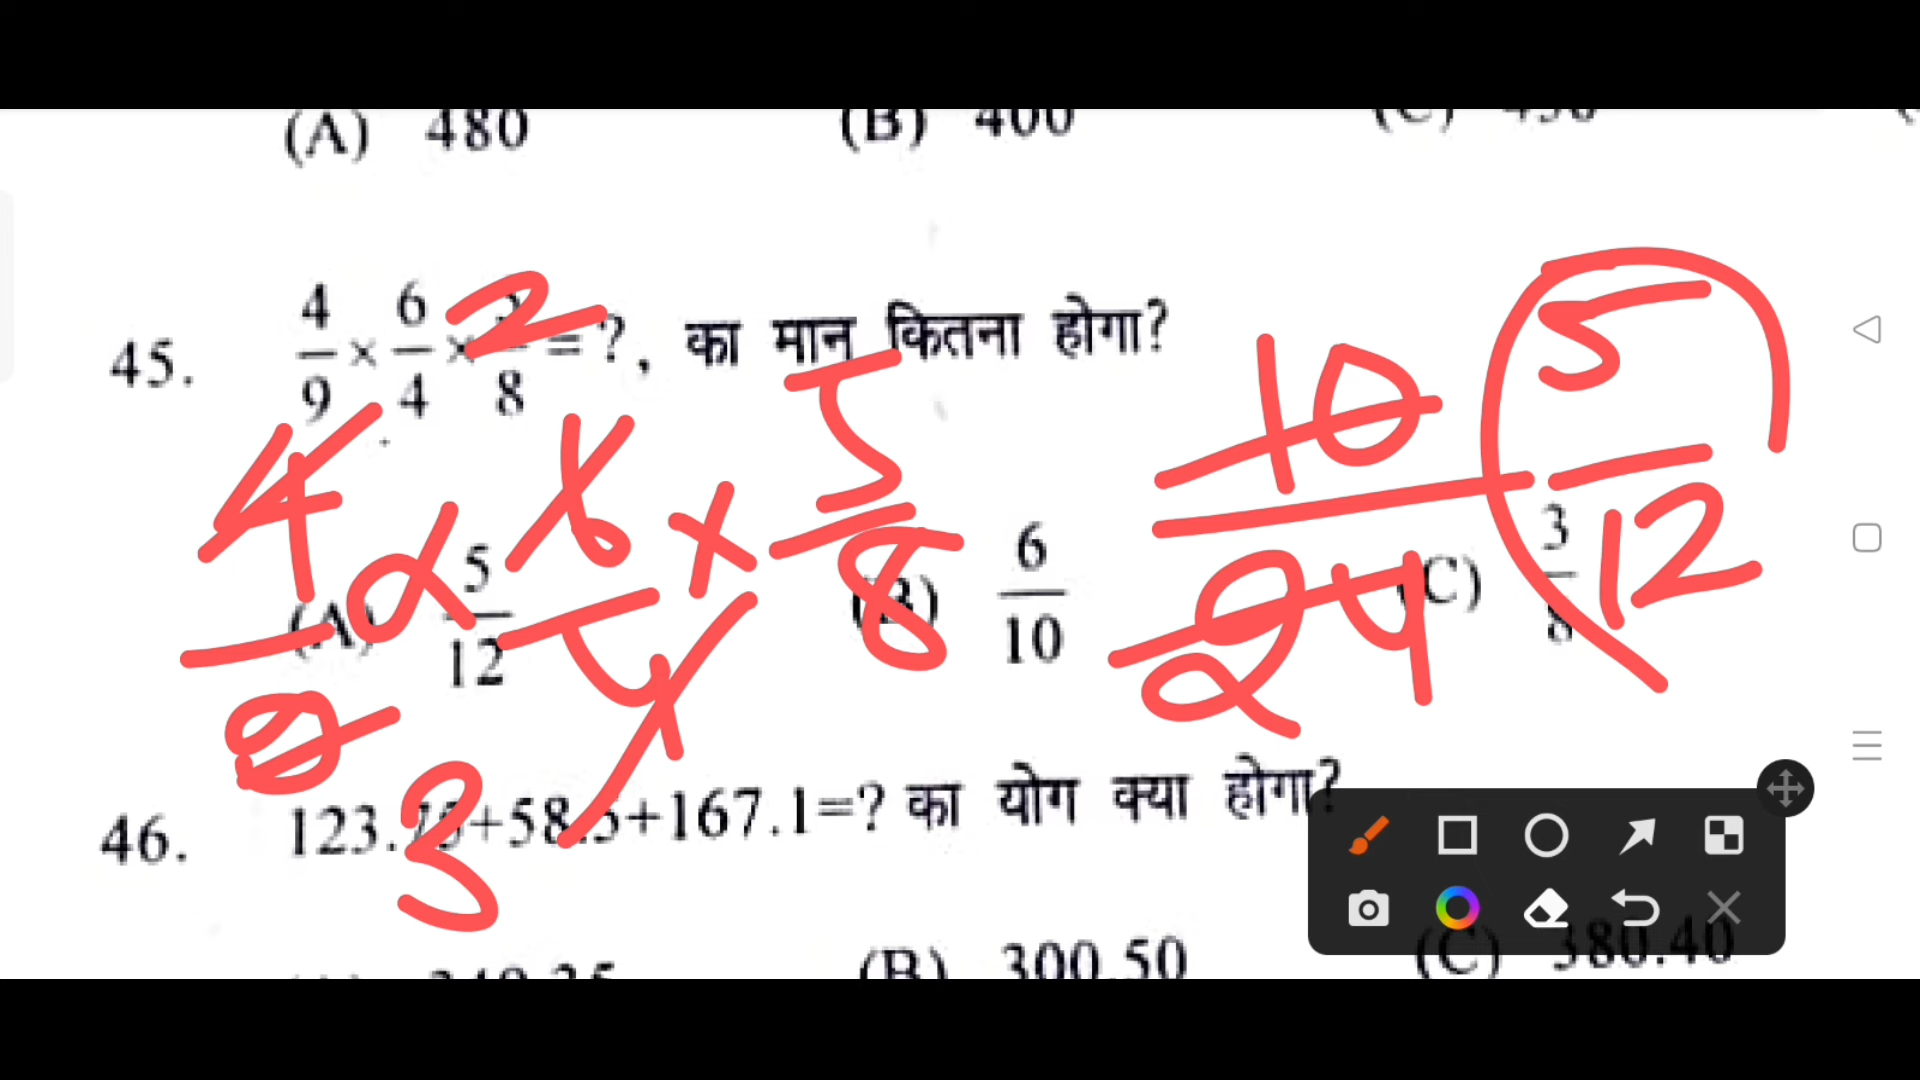 (A) 480 (B) 400
45. 4/9 × 6/4 × /8 = ?, का मान कितना होगा?
2
4/9 × 6/4 × 5/8
3
10/24
5/12
(A) 5/12 (B) 6/10 (C) 3/8
46. 123.75+58.5+167.1=? का योग क्या होगा?
(B) 300.50 (C) 380.40